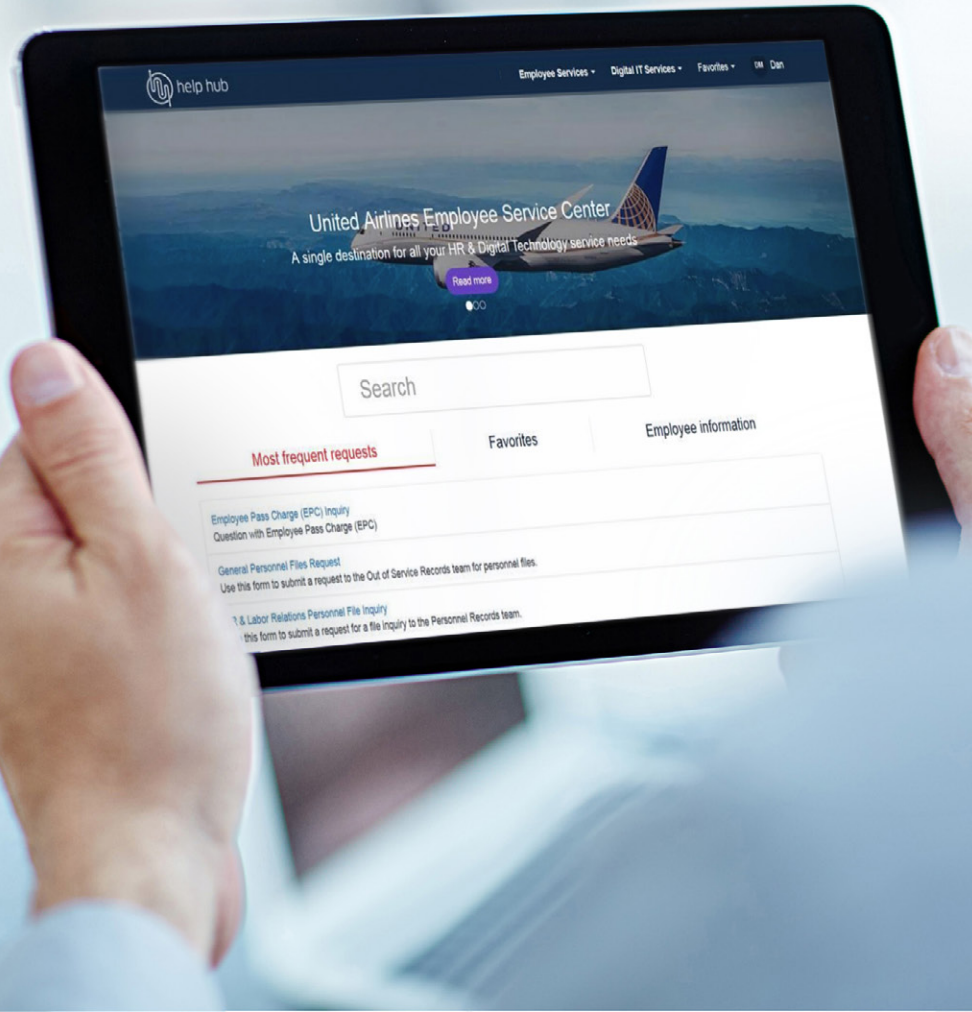 help hub
Employee Services
Digital IT Services
Favorites
DM Dan
United Airlines Employee Service Center
UNITED
A single destination for all your HR & Digital Technology service needs
Read more
Search
Most frequent requests
Favorites
Employee information
Employee Pass Charge (EPC) Inquiry
Question with Employee Pass Charge (EPC)
General Personnel Files Request
Use this form to submit a request to the Out of Service Records team for personnel files.
& Labor Relations Personnel File Inquiry
this form to submit a request for a file inquiry to the Personnel Records team.